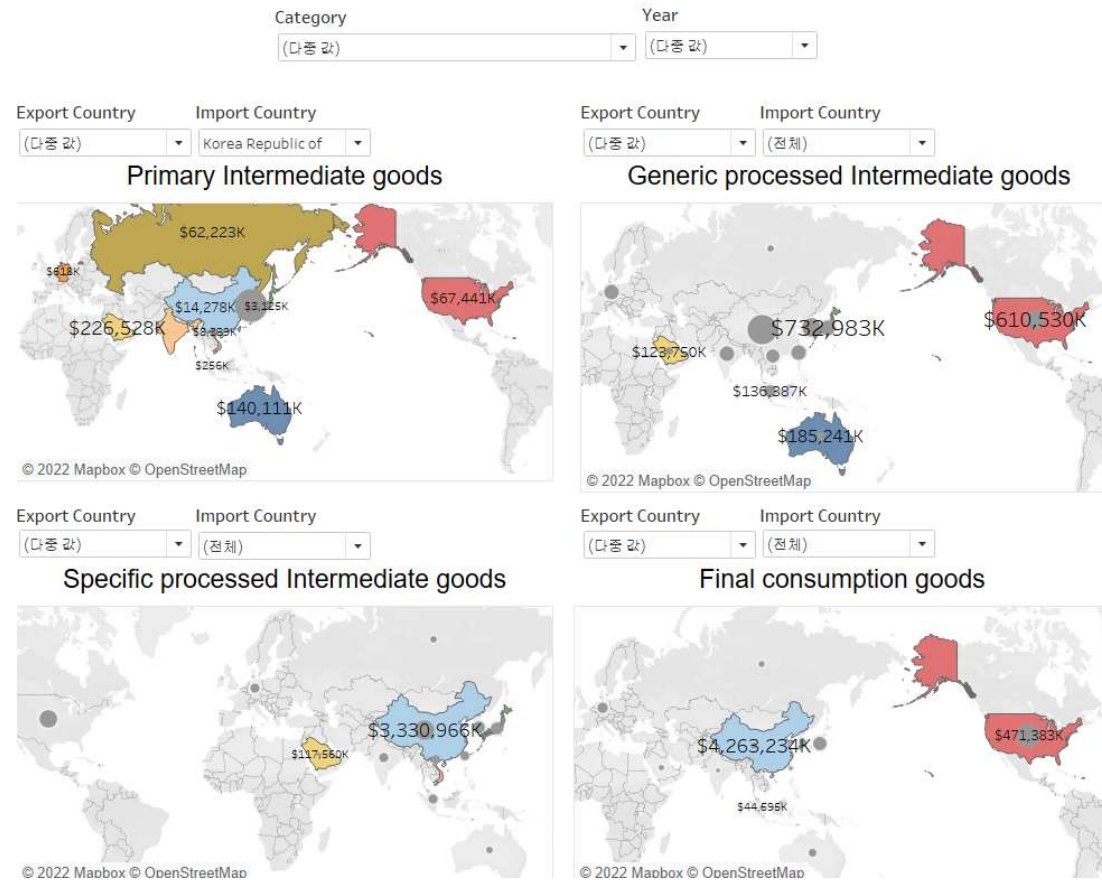 Category
Year
(다중 값)
(다중 값)
Export Country
Import Country
Export Country
Import Country
(다중 값)
Korea Republic of
(다중 값)
(전체)
Primary Intermediate goods
Generic processed Intermediate goods
$62,223K
$618K
$14,278K
$3,125K
$67,441K
$226,528K
$256K
$140,111K
© 2022 Mapbox © OpenStreetMap
$732,983K
$610,530K
$123,750K
$136,887K
$185,241K
© 2022 Mapbox © OpenStreetMap
Export Country
Import Country
Export Country
Import Country
(다중 값)
(전체)
(다중 값)
(전체)
Specific processed Intermediate goods
Final consumption goods
$3,330,966K
$117,560K
© 2022 Mapbox © OpenStreetMap
$4,263,234K
$471,383K
$44,695K
© 2022 Mapbox © OpenStreetMap